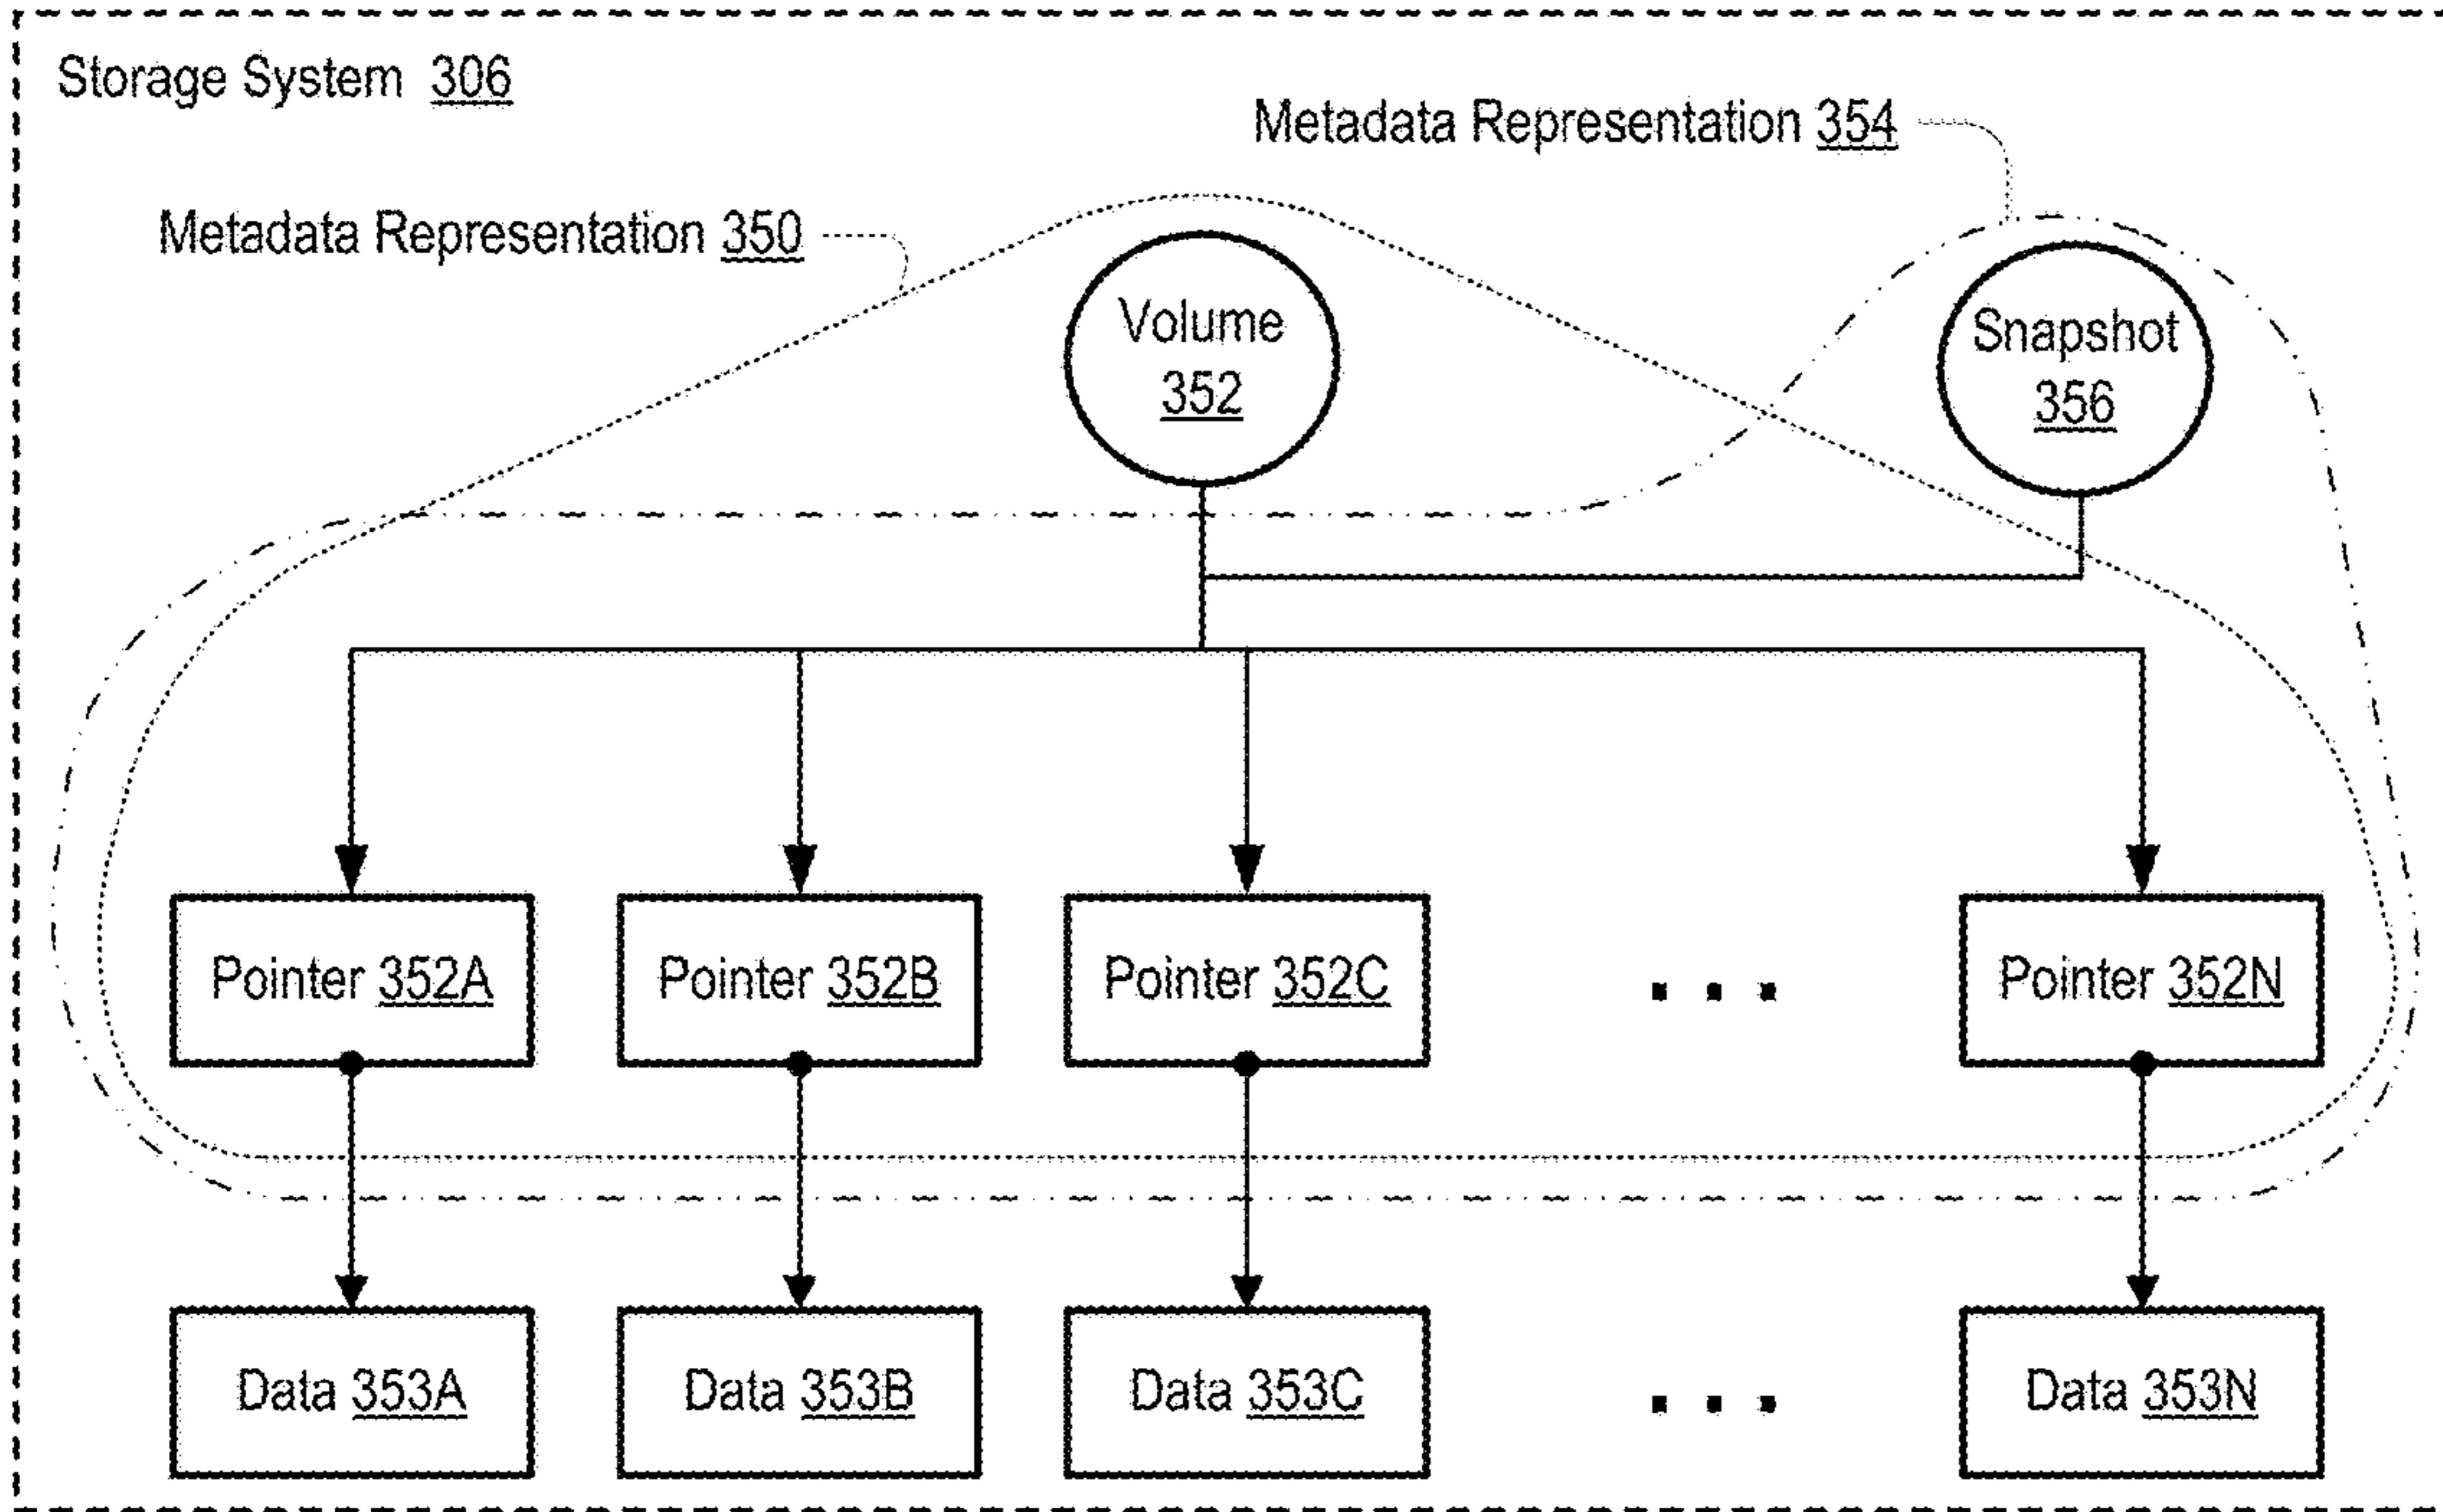 Storage System 306
Metadata Representation 354
Metadata Representation 350
Volume
352
Snapshot
356
Pointer 352A
Pointer 352B
Pointer 352C
. . .
Pointer 352N
Data 353A
Data 353B
Data 353C
. . .
Data 353N